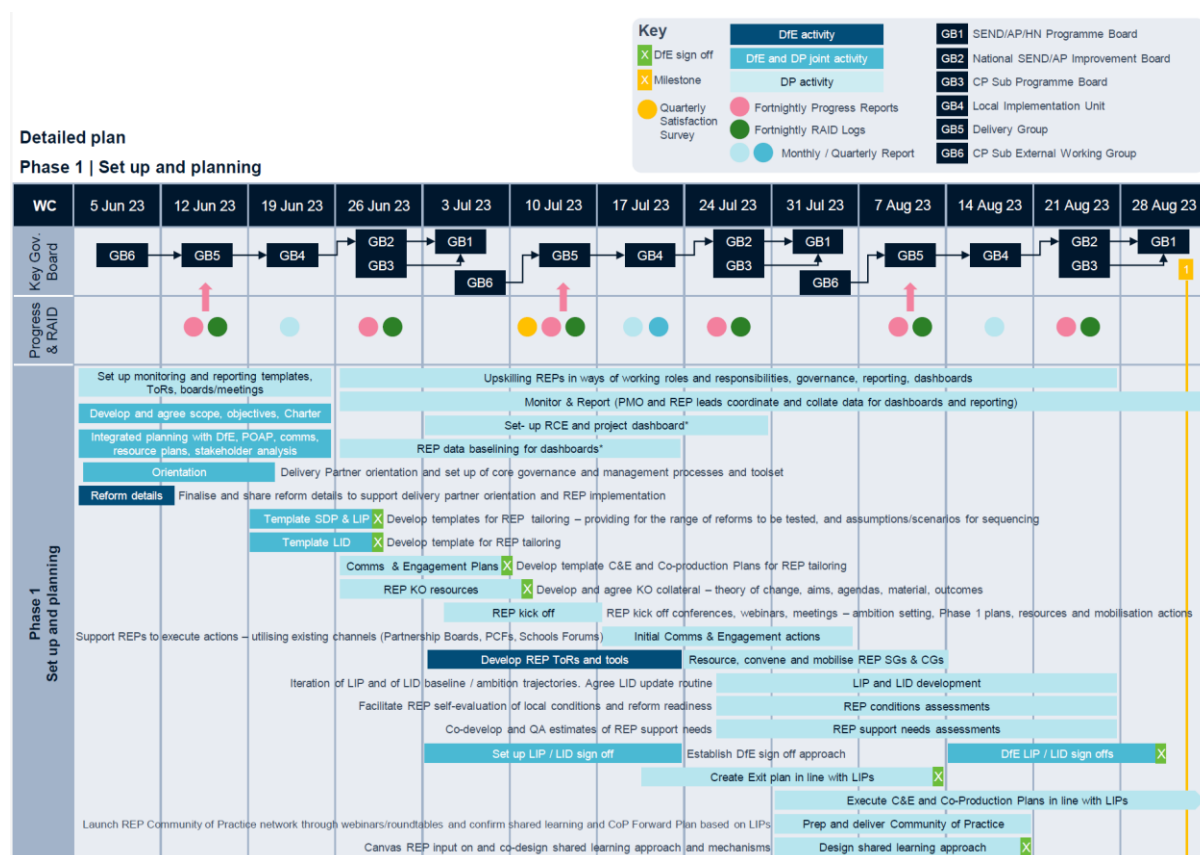 Key
X DfE sign off
X Milestone
Quarterly
Satisfaction
Survey
DfE activity
DfE and DP joint activity
DP activity
Fortnightly Progress Reports
Fortnightly RAID Logs
Monthly / Quarterly Report
GB1 SEND/AP/HN Programme Board
GB2 National SEND/AP Improvement Board
GB3 CP Sub Programme Board
GB4 Local Implementation Unit
GB5 Delivery Group
GB6 CP Sub External Working Group
Detailed plan
Phase 1 | Set up and planning
WC 5 Jun 23 12 Jun 23 19 Jun 23 26 Jun 23 3 Jul 23 10 Jul 23 17 Jul 23 24 Jul 23 31 Jul 23 7 Aug 23 14 Aug 23 21 Aug 23 28 Aug 23
Key Gov.
Board
GB2 GB1 GB2 GB1 GB2 GB1
GB6 GB5 GB4 GB5 GB4 GB5 GB4
GB3 GB3 GB3 1
GB6 GB6
Progress
& RAID
Phase 1
Set up and planning
Set up monitoring and reporting templates,
ToRs, boards/meetings
Upskilling REPs in ways of working roles and responsibilities, governance, reporting, dashboards
Monitor & Report (PMO and REP leads coordinate and collate data for dashboards and reporting)
Develop and agree scope, objectives, Charter
Set- up RCE and project dashboard*
Integrated planning with DfE, POAP, comms,
resource plans, stakeholder analysis
REP data baselining for dashboards*
Orientation Delivery Partner orientation and set up of core governance and management processes and toolset
Reform details Finalise and share reform details to support delivery partner orientation and REP implementation
Template SDP & LIP X Develop templates for REP tailoring – providing for the range of reforms to be tested, and assumptions/scenarios for sequencing
Template LID X Develop template for REP tailoring
Comms & Engagement Plans X Develop template C&E and Co-production Plans for REP tailoring
REP KO resources X Develop and agree KO collateral – theory of change, aims, agendas, material, outcomes
REP kick off REP kick off conferences, webinars, meetings – ambition setting, Phase 1 plans, resources and mobilisation actions
Support REPs to execute actions – utilising existing channels (Partnership Boards, PCFs, Schools Forums) Initial Comms & Engagement actions
Develop REP ToRs and tools Resource, convene and mobilise REP SGs & CGs
Iteration of LIP and of LID baseline / ambition trajectories. Agree LID update routine LIP and LID development
Facilitate REP self-evaluation of local conditions and reform readiness REP conditions assessments
Co-develop and QA estimates of REP support needs REP support needs assessments
Set up LIP / LID sign off Establish DfE sign off approach DfE LIP / LID sign offs X
Create Exit plan in line with LIPs X
Execute C&E and Co-Production Plans in line with LIPs
Launch REP Community of Practice network through webinars/roundtables and confirm shared learning and CoP Forward Plan based on LIPs Prep and deliver Community of Practice
Canvas REP input on and co-design shared learning approach and mechanisms Design shared learning approach X